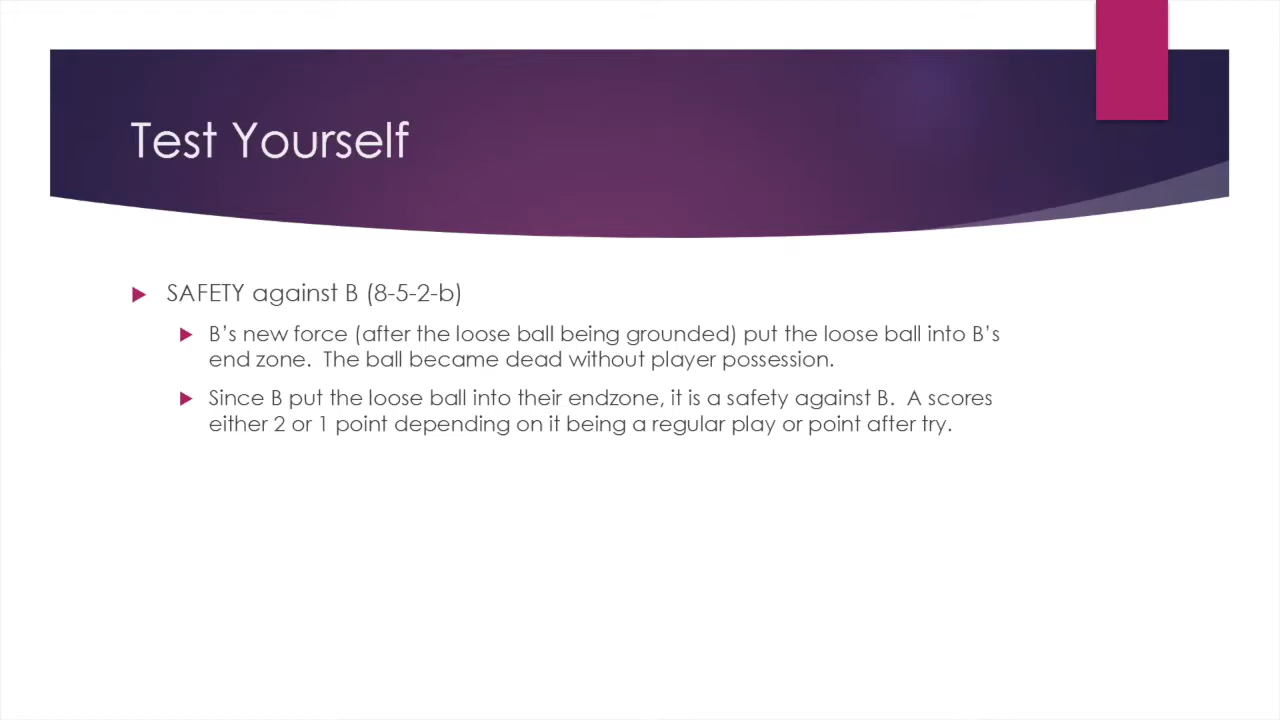 Test Yourself
SAFETY against B (8-5-2-b)
B’s new force (after the loose ball being grounded) put the loose ball into B’s
end zone.  The ball became dead without player possession.
Since B put the loose ball into their endzone, it is a safety against B.  A scores
either 2 or 1 point depending on it being a regular play or point after try.